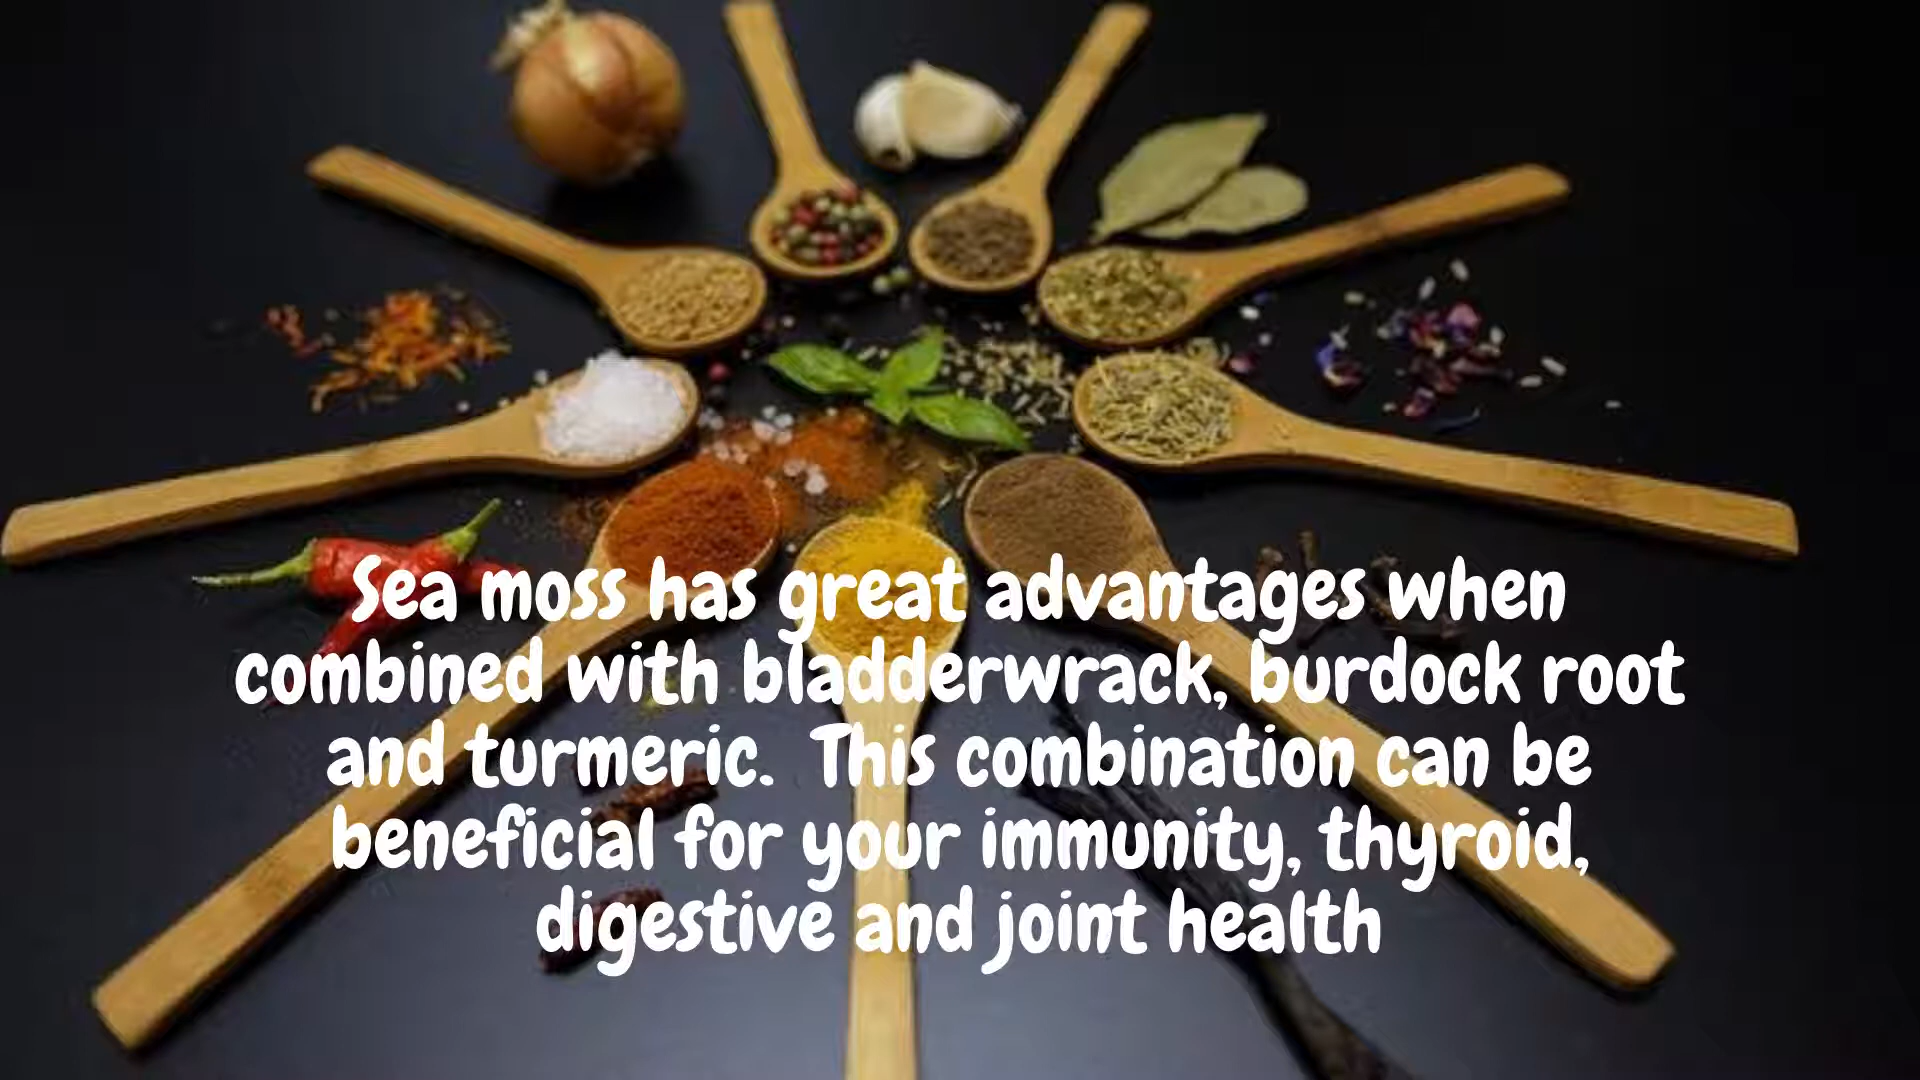 Sea moss has great advantages when
combined with bladderwrack, burdock root
and turmeric.  This combination can be
beneficial for your immunity, thyroid,
digestive and joint health